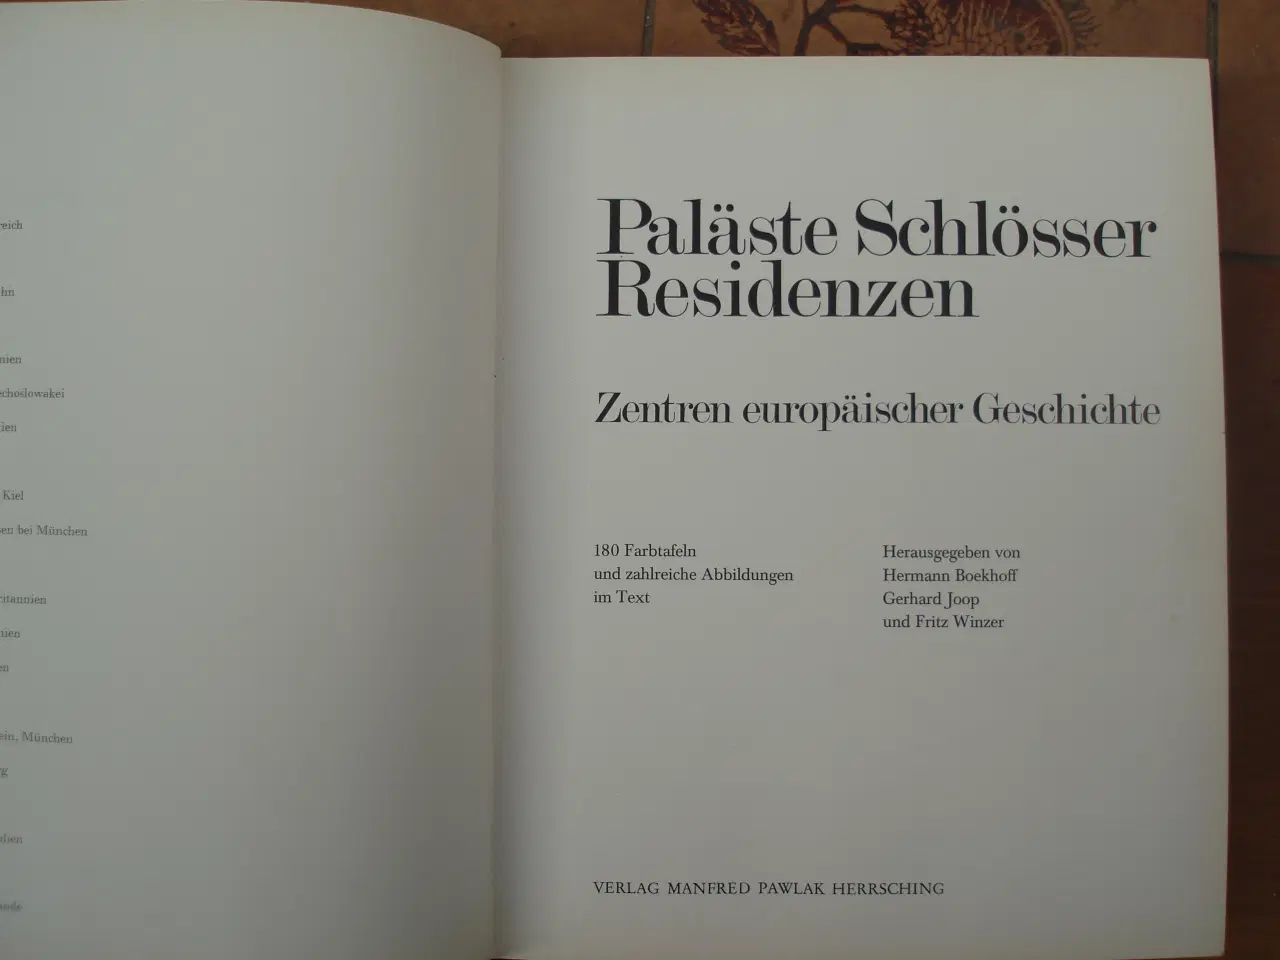 Kiel
bei München
München
Paläste Schlösser
Residenzen
Zentren europäischer Geschichte
180 Farbtafeln
und zahlreiche Abbildungen
im Text
Herausgegeben von
Hermann Boekhoff
Gerhard Joop
und Fritz Winzer
VERLAG MANFRED PAWLAK HERRSCHING